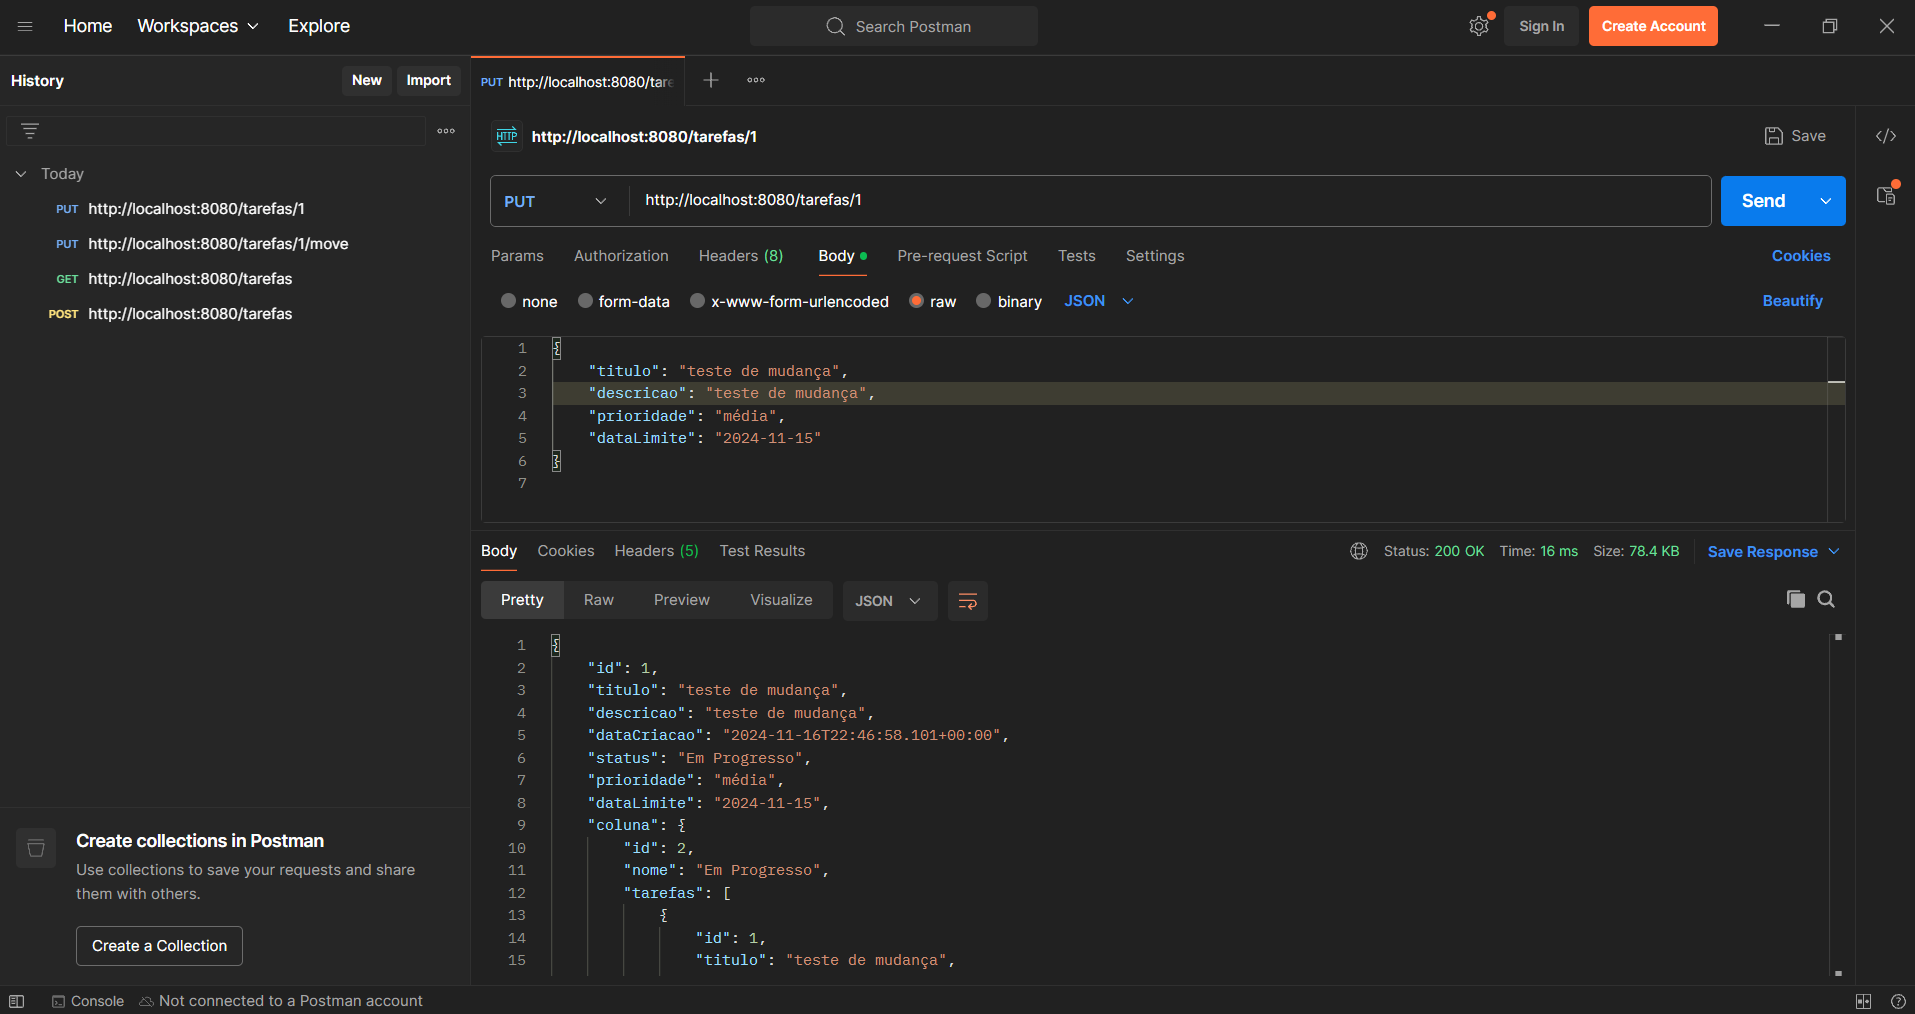 Home Workspaces Explore Search Postman Sign In Create Account
History New Import
PUT http://localhost:8080/tare
Today
PUT http://localhost:8080/tarefas/1
PUT http://localhost:8080/tarefas/1/move
GET http://localhost:8080/tarefas
POST http://localhost:8080/tarefas
Create collections in Postman
Use collections to save your requests and share
them with others.
Create a Collection
HTTP http://localhost:8080/tarefas/1 Save
PUT http://localhost:8080/tarefas/1 Send
Params Authorization Headers (8) Body Pre-request Script Tests Settings Cookies
none form-data x-www-form-urlencoded raw binary JSON Beautify
1 {
2 "titulo": "teste de mudança",
3 "descricao": "teste de mudança",
4 "prioridade": "média",
5 "dataLimite": "2024-11-15"
6 }
7
Body Cookies Headers (5) Test Results Status: 200 OK Time: 16 ms Size: 78.4 KB Save Response
Pretty Raw Preview Visualize JSON
1 {
2 "id": 1,
3 "titulo": "teste de mudança",
4 "descricao": "teste de mudança",
5 "dataCriacao": "2024-11-16T22:46:58.101+00:00",
6 "status": "Em Progresso",
7 "prioridade": "média",
8 "dataLimite": "2024-11-15",
9 "coluna": {
10 "id": 2,
11 "nome": "Em Progresso",
12 "tarefas": [
13 {
14 "id": 1,
15 "titulo": "teste de mudança",
Console Not connected to a Postman account